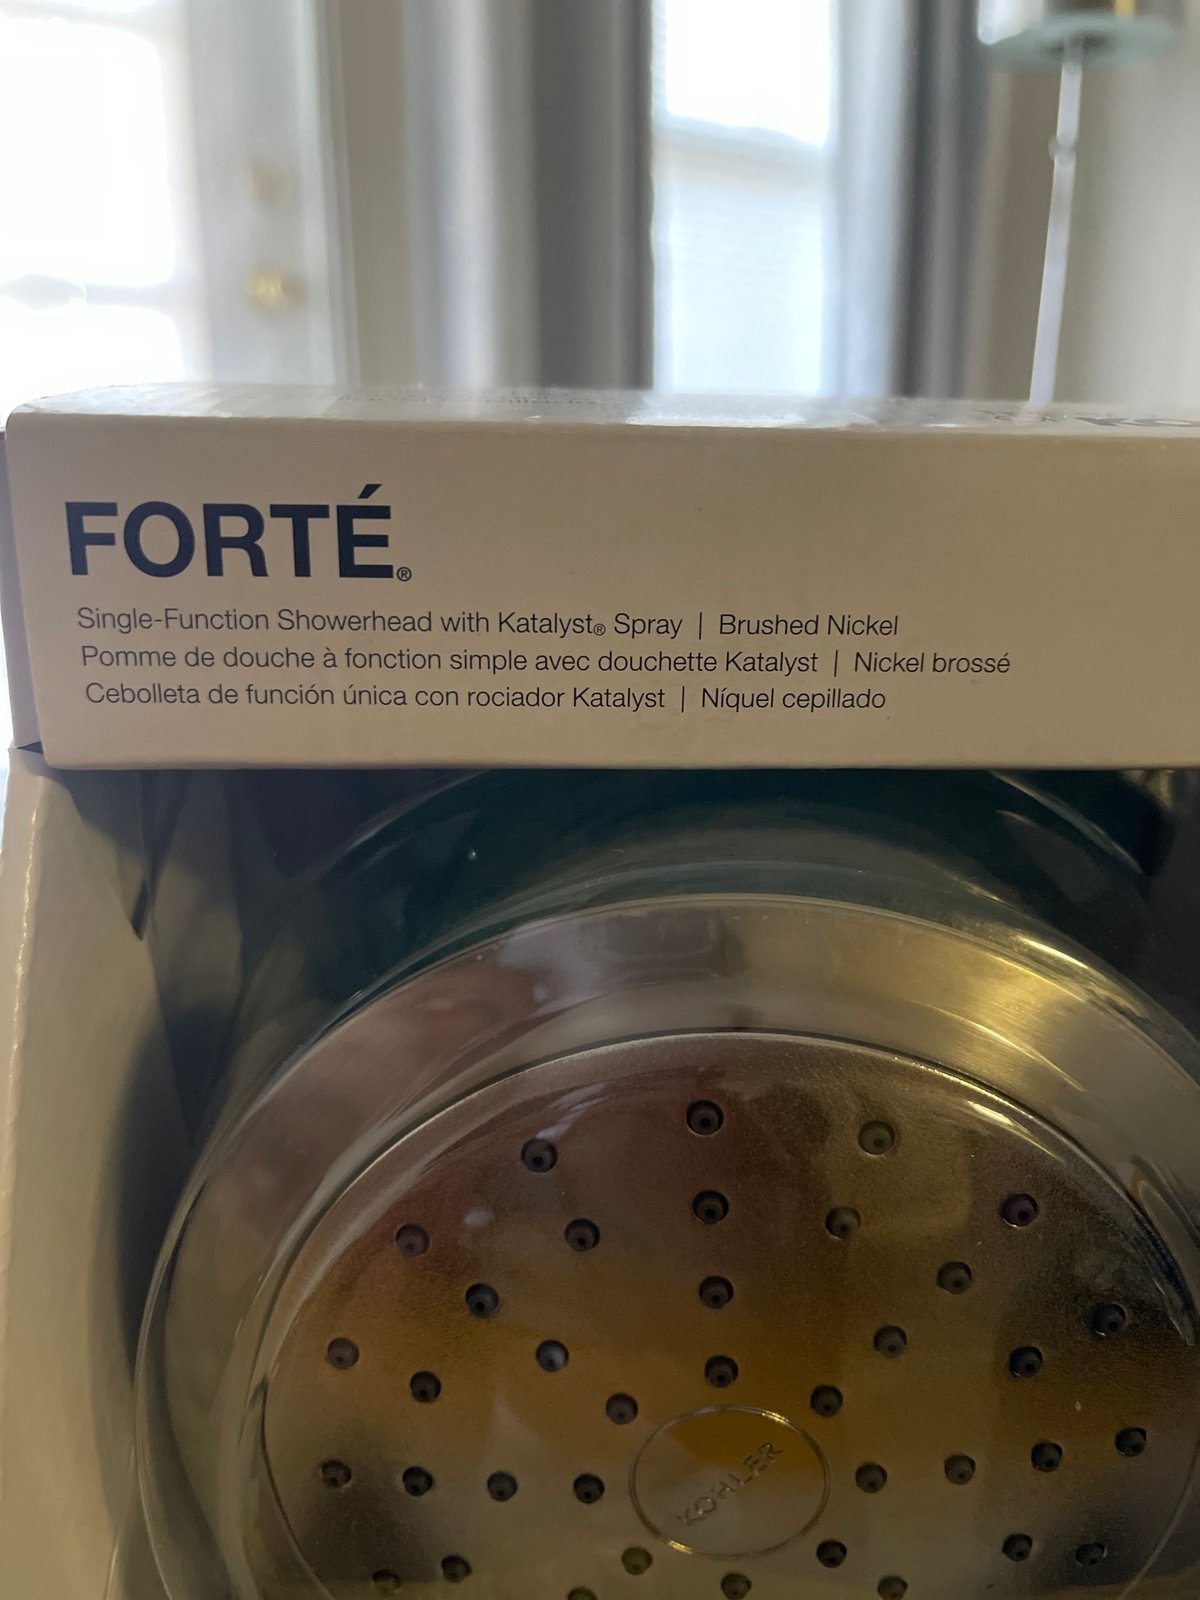 FORTÉ®
Single-Function Showerhead with Katalyst® Spray | Brushed Nickel
Pomme de douche à fonction simple avec douchette Katalyst | Nickel brossé
Cebolleta de función única con rociador Katalyst | Níquel cepillado
KOHLER